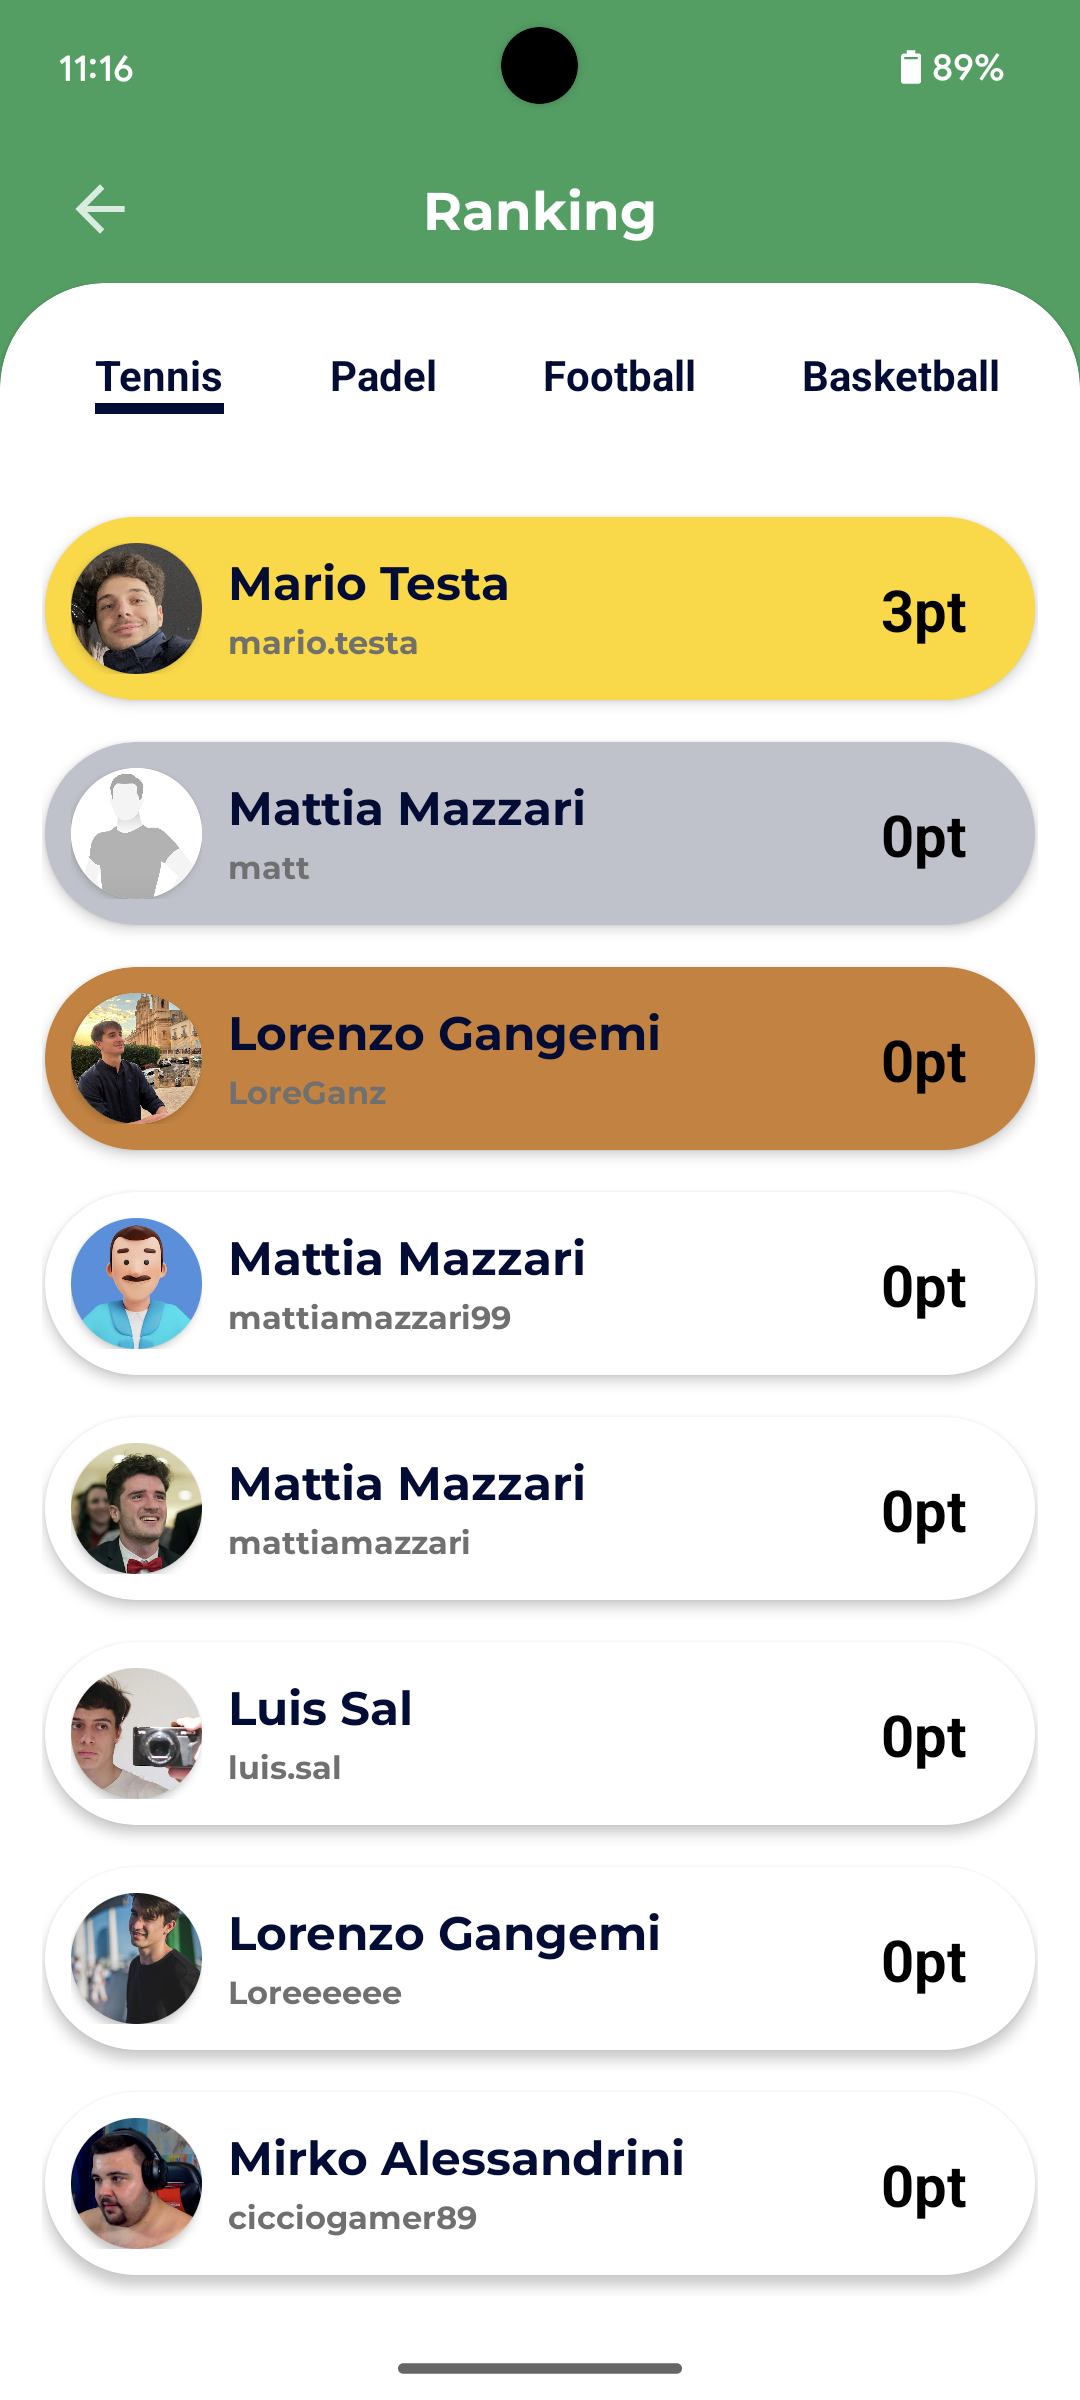 11:16
89%
Ranking
Tennis Padel Football Basketball
Mario Testa
mario.testa
3pt
Mattia Mazzari
matt
0pt
Lorenzo Gangemi
LoreGanz
0pt
Mattia Mazzari
mattiamazzari99
0pt
Mattia Mazzari
mattiamazzari
0pt
Luis Sal
luis.sal
0pt
Lorenzo Gangemi
Loreeeeee
0pt
Mirko Alessandrini
cicciogamer89
0pt